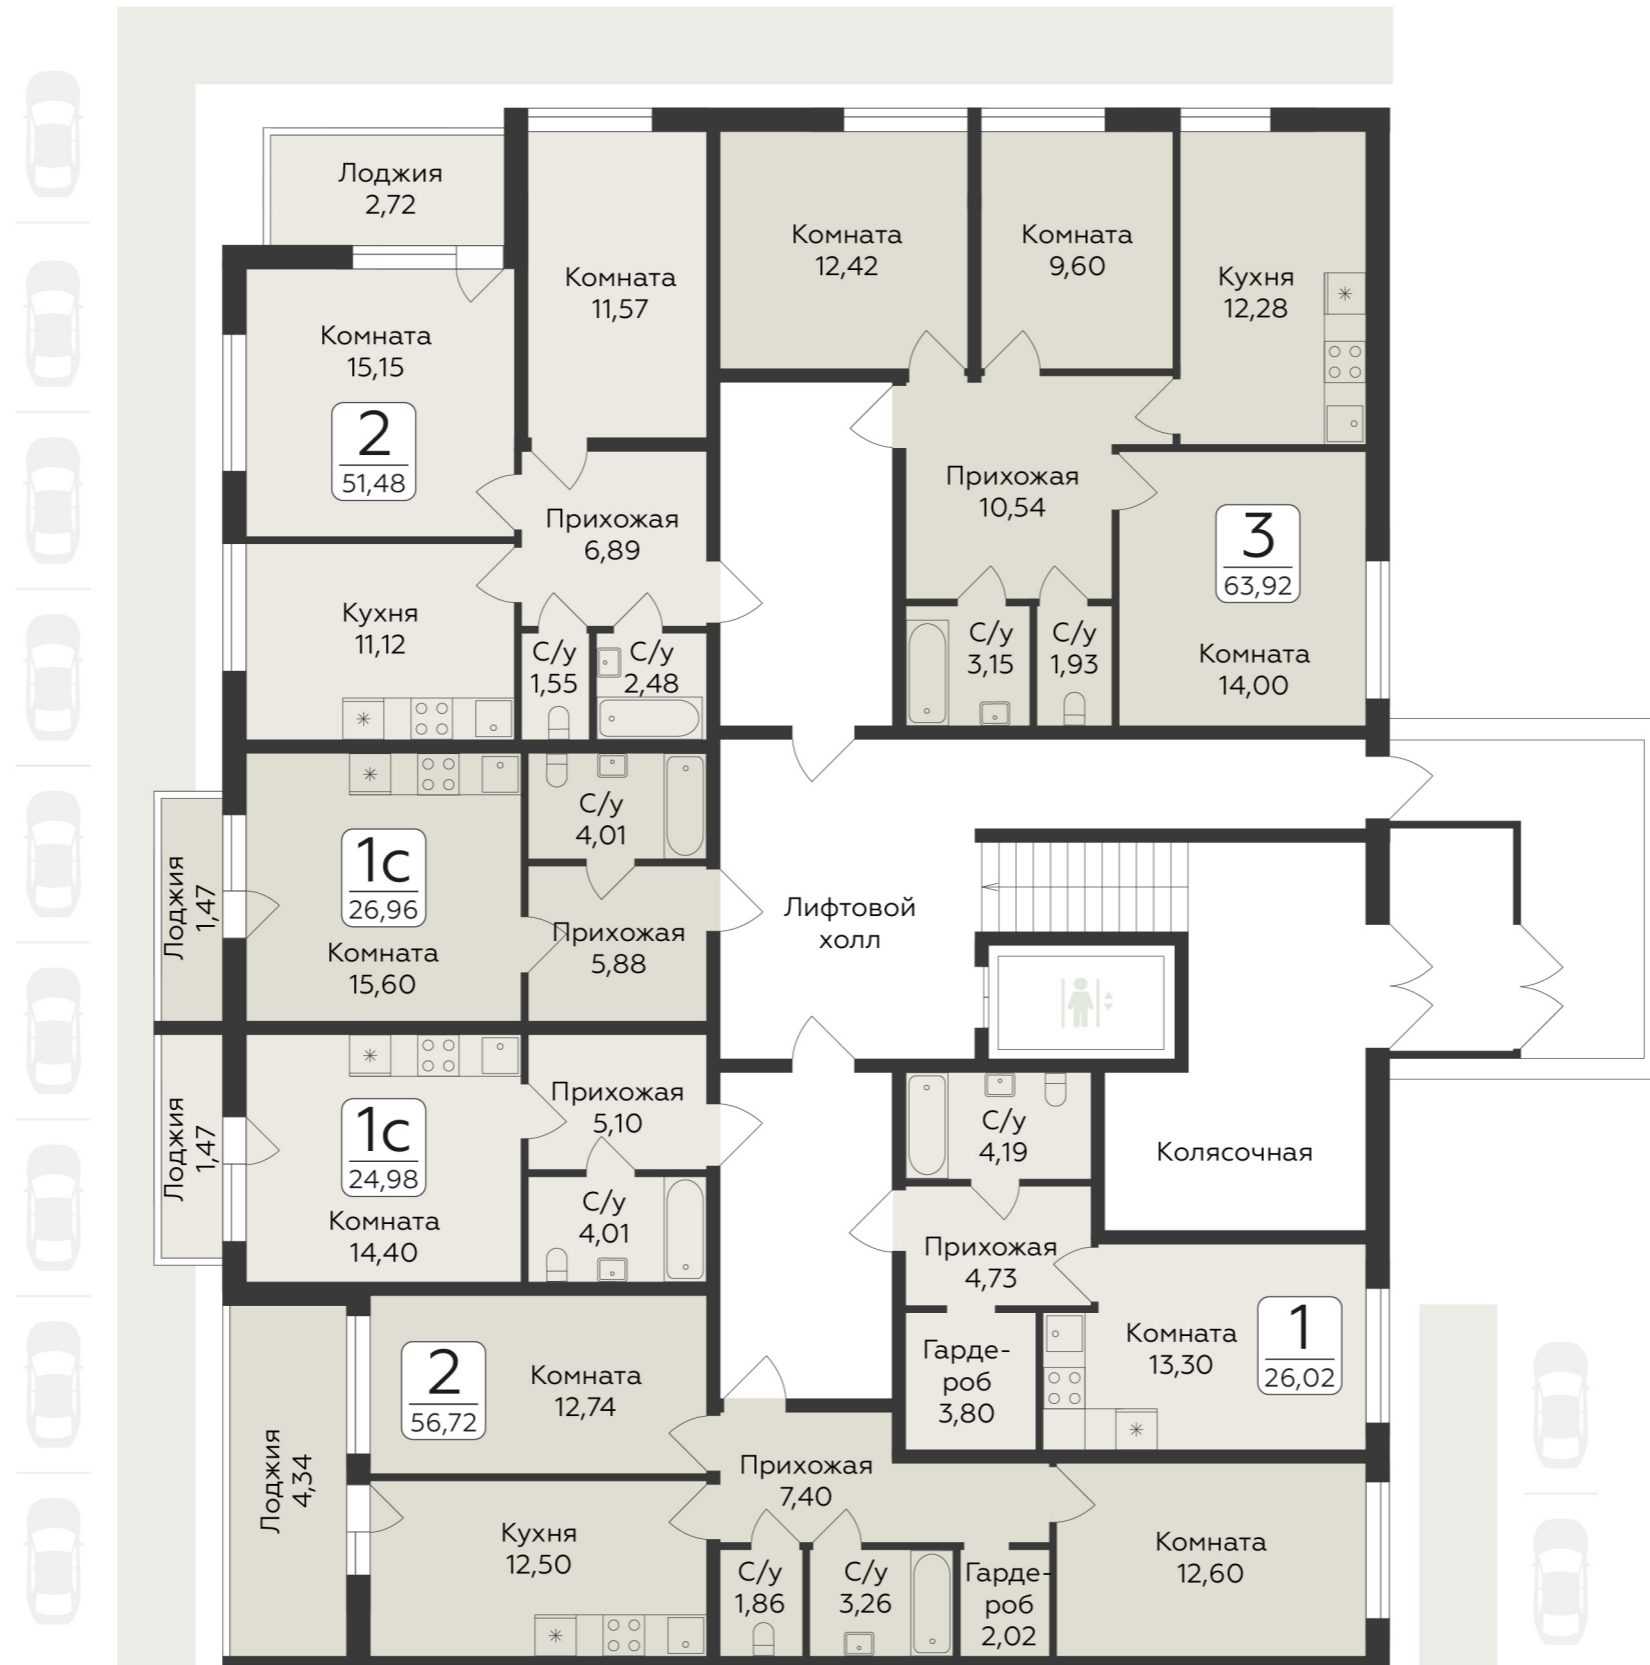 Лоджия
2,72
Комната
11,57
Комната
12,42
Комната
9,60
Кухня
12,28
Комната
15,15
2
51,48
Прихожая
6,89
Кухня
11,12
С/у
1,55
С/у
2,48
Прихожая
10,54
3
63,92
Комната
14,00
С/у
3,15
С/у
1,93
Лоджия
1,47
1с
26,96
Комната
15,60
С/у
4,01
Прихожая
5,88
Лифтовой
холл
Лоджия
1,47
1с
24,98
Комната
14,40
Прихожая
5,10
С/у
4,01
С/у
4,19
Колясочная
Прихожая
4,73
Гарде-
роб
3,80
Комната
13,30
1
26,02
Лоджия
4,34
2
56,72
Комната
12,74
Кухня
12,50
Прихожая
7,40
С/у
1,86
С/у
3,26
Гарде-
роб
2,02
Комната
12,60